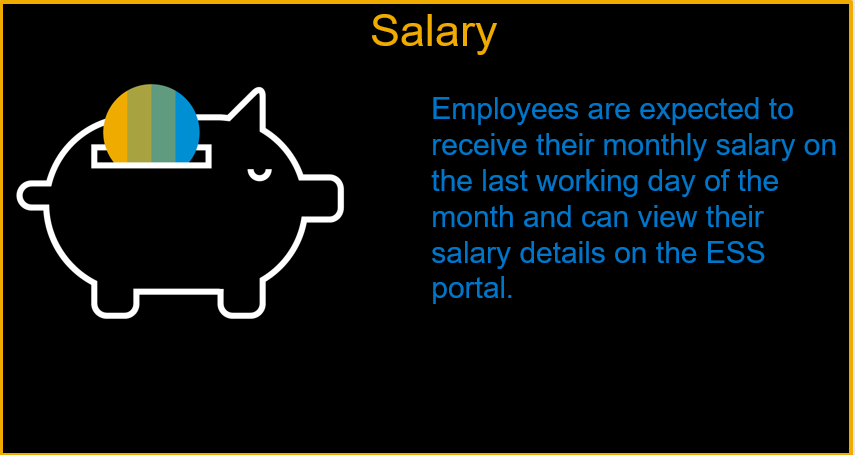 Salary
Employees are expected to
receive their monthly salary on
the last working day of the
month and can view their
salary details on the ESS
portal.